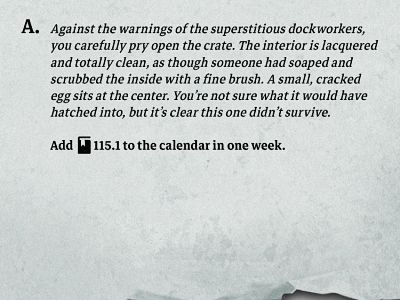 A. Against the warnings of the superstitious dockworkers,
you carefully pry open the crate. The interior is lacquered
and totally clean, as though someone had soaped and
scrubbed the inside with a fine brush. A small, cracked
egg sits at the center. You’re not sure what it would have
hatched into, but it’s clear this one didn’t survive.
Add 115.1 to the calendar in one week.